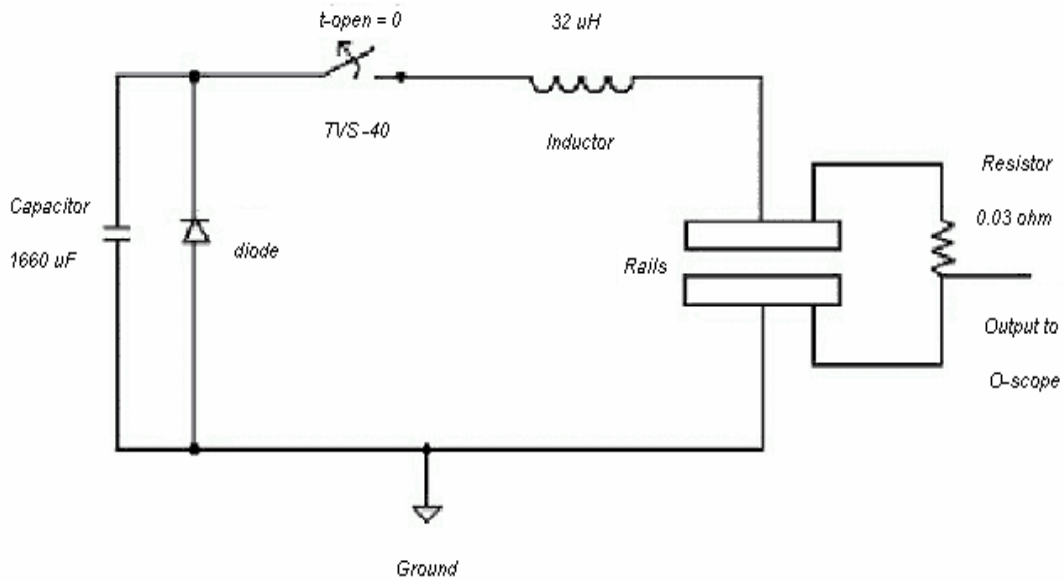 t-open = 0
32 uH
TVS-40
Inductor
Capacitor
1660 uF
diode
Resistor
0.03 ohm
Rails
Output to
O-scope
Ground